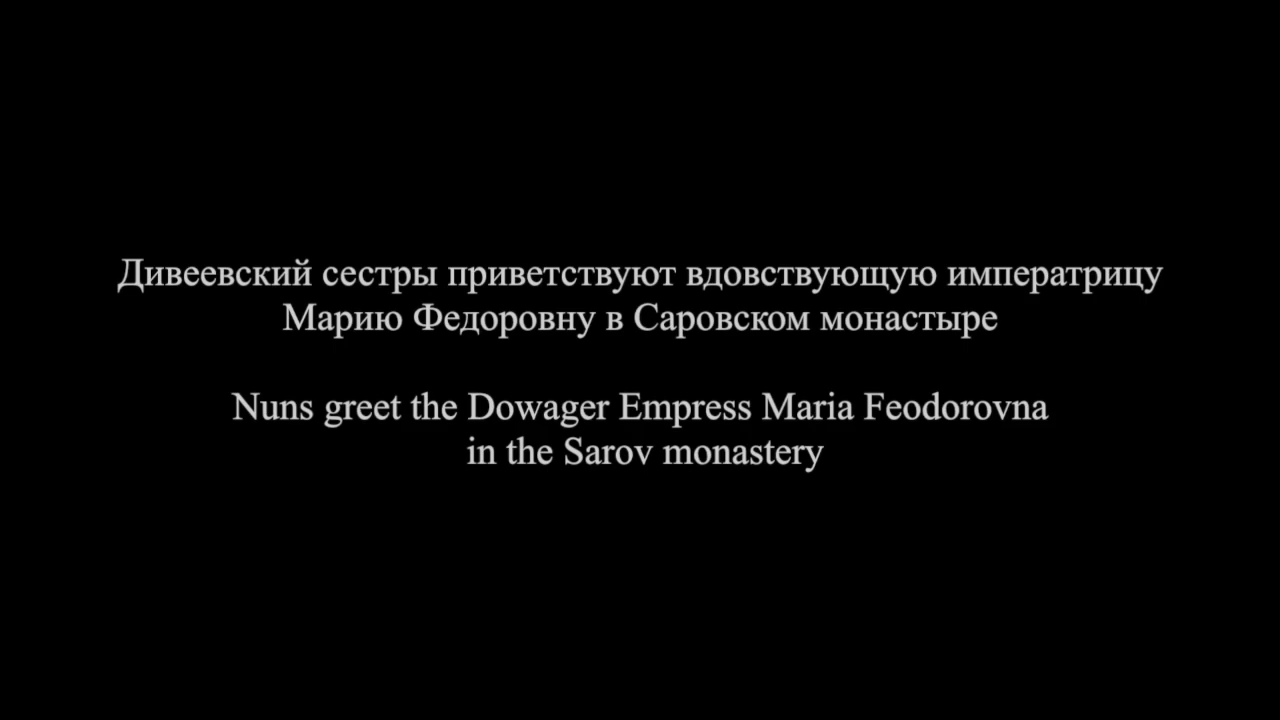 Дивеевский сестры приветствуют вдовствующую императрицу
Марию Федоровну в Саровском монастыре
Nuns greet the Dowager Empress Maria Feodorovna
in the Sarov monastery